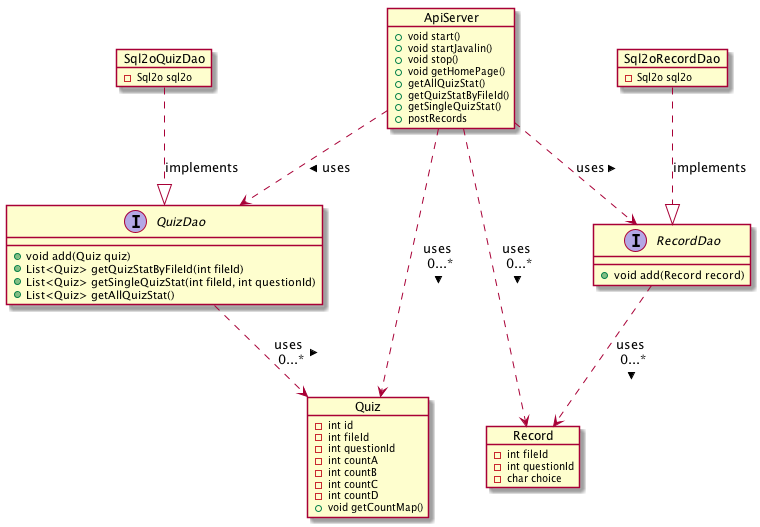 ApiServer
void start()
void startJavalin()
void stop()
void getHomePage()
getAllQuizStat()
getQuizStatByFileId()
getSingleQuizStat()
postRecords
Sql2oQuizDao
Sql2o sql2o
Sql2oRecordDao
Sql2o sql2o
implements
uses
uses
implements
I QuizDao
void add(Quiz quiz)
List<Quiz> getQuizStatByFileId(int fileId)
List<Quiz> getSingleQuizStat(int fileId, int questionId)
List<Quiz> getAllQuizStat()
uses
0...*
uses
0...*
I RecordDao
void add(Record record)
uses
0...*
uses
0...*
Quiz
int id
int fileId
int questionId
int countA
int countB
int countC
int countD
void getCountMap()
Record
int fileId
int questionId
char choice